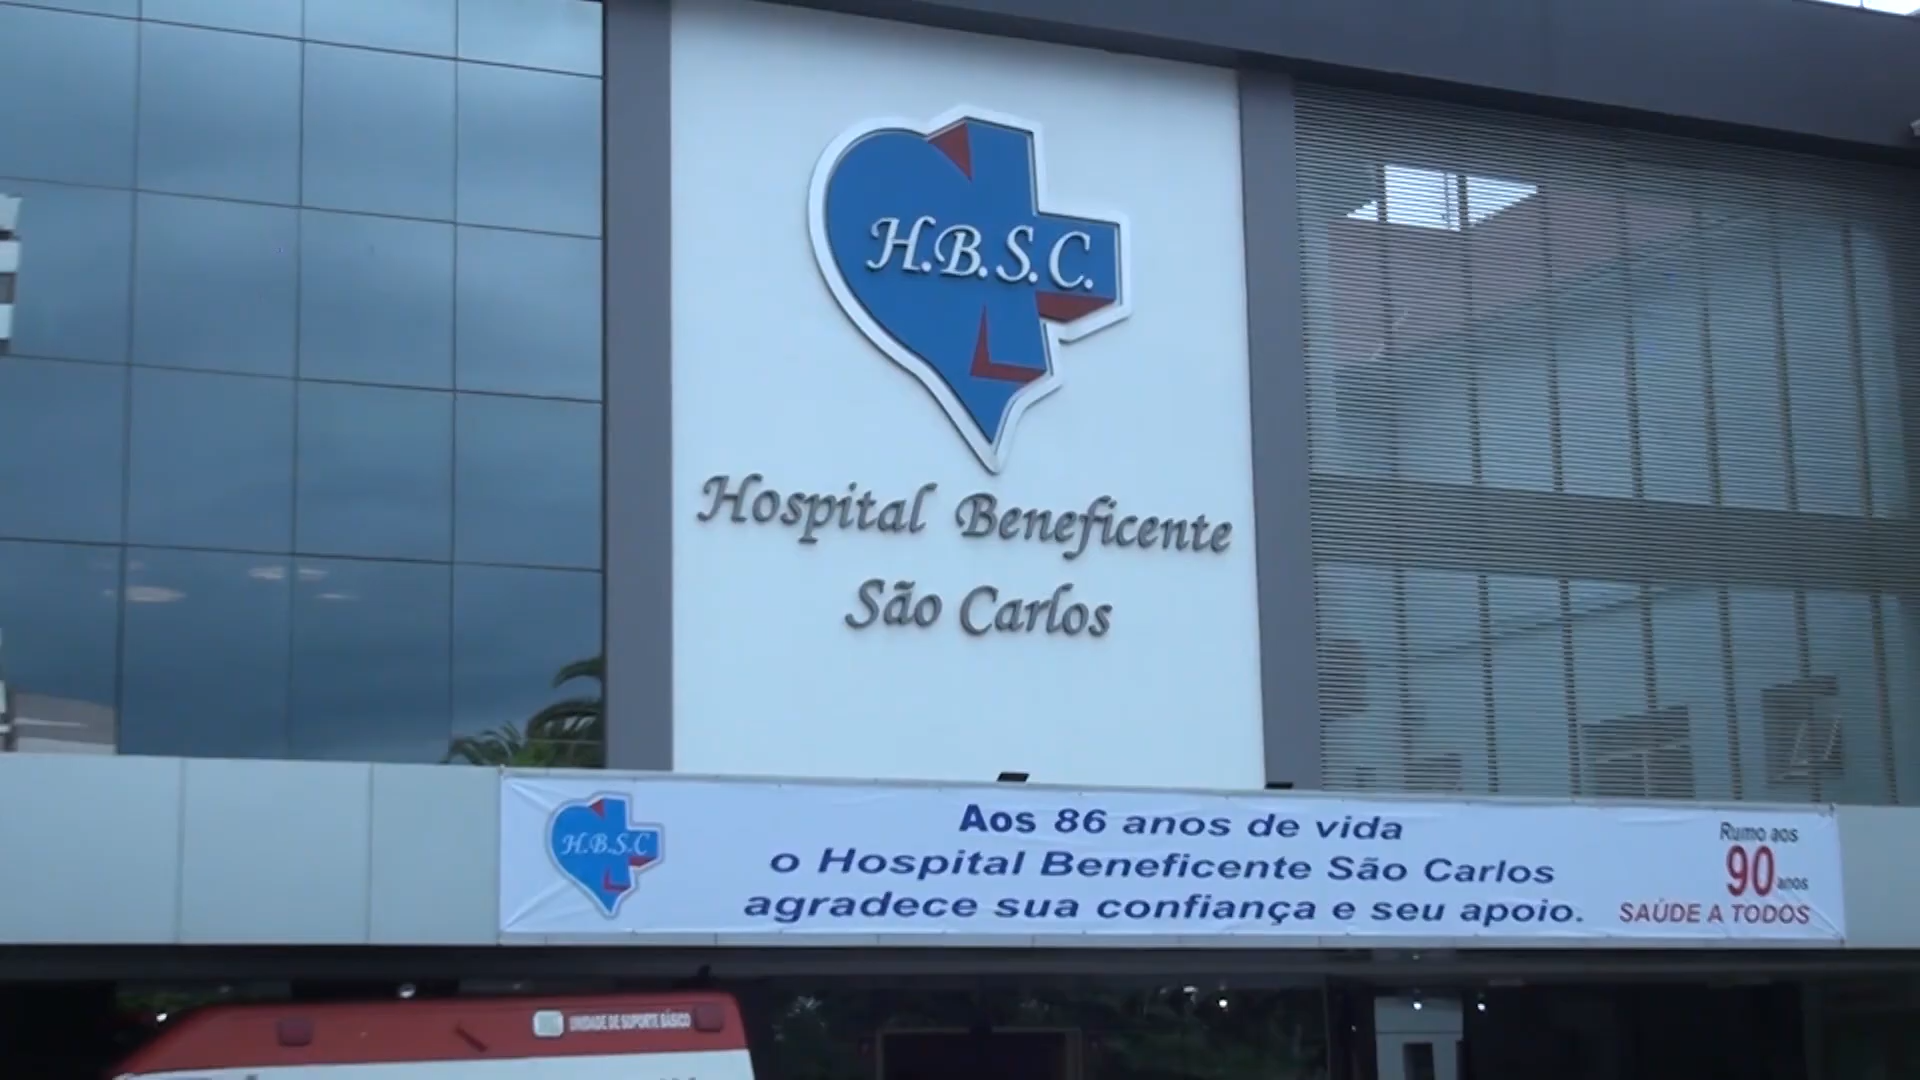 H.B.S.C.
Hospital Beneficente
São Carlos
H.B.S.C
Aos 86 anos de vida
o Hospital Beneficente São Carlos
agradece sua confiança e seu apoio.
Rumo aos
90 anos
SAÚDE A TODOS
UNIDADE DE SUPORTE BÁSICO